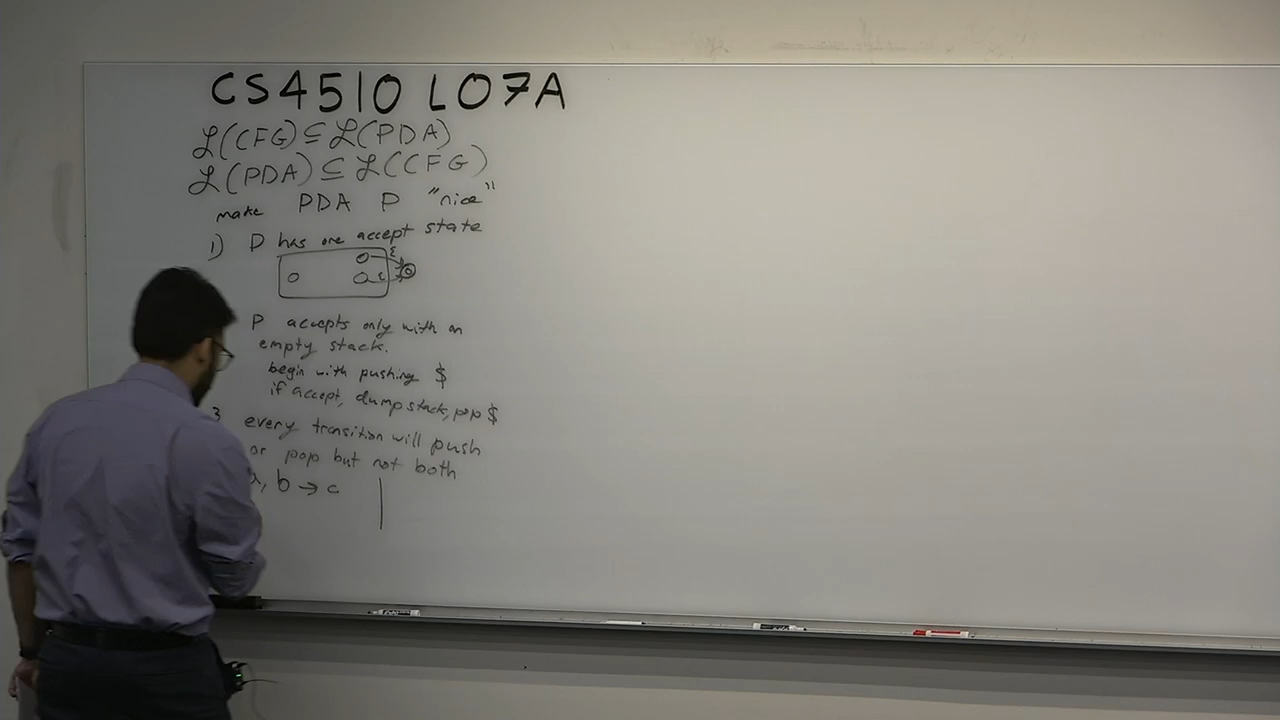 CS4510 L07A
ℒ(CFG) ⊆ ℒ(PDA)
ℒ(PDA) ⊆ ℒ(CFG)
make PDA P "nice"
1) P has one accept state
ε
ε
P accepts only with an
empty stack.
begin with pushing $
if accept, dump stack, pop $
3 every transition will push
or pop but not both
, b → c